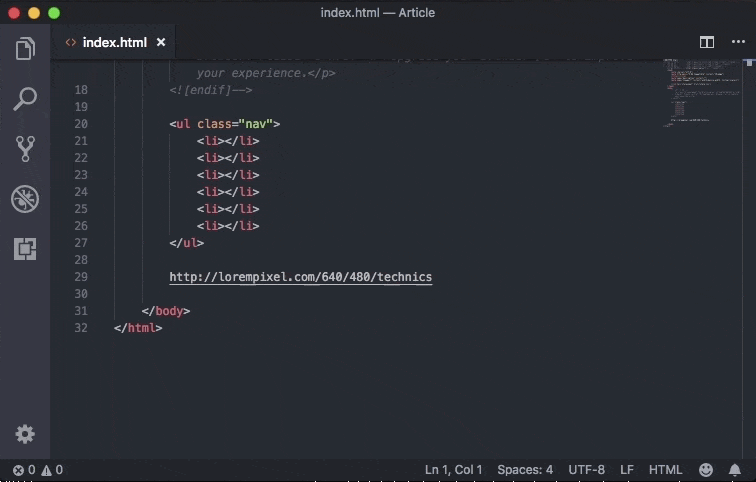 index.html — Article
<> index.html ×
your experience.</p>
18 <![endif]-->
19
20 <ul class="nav">
21 <li></li>
22 <li></li>
23 <li></li>
24 <li></li>
25 <li></li>
26 <li></li>
27 </ul>
28
29 http://lorempixel.com/640/480/technics
30
31 </body>
32 </html>
0 0 Ln 1, Col 1 Spaces: 4 UTF-8 LF HTML